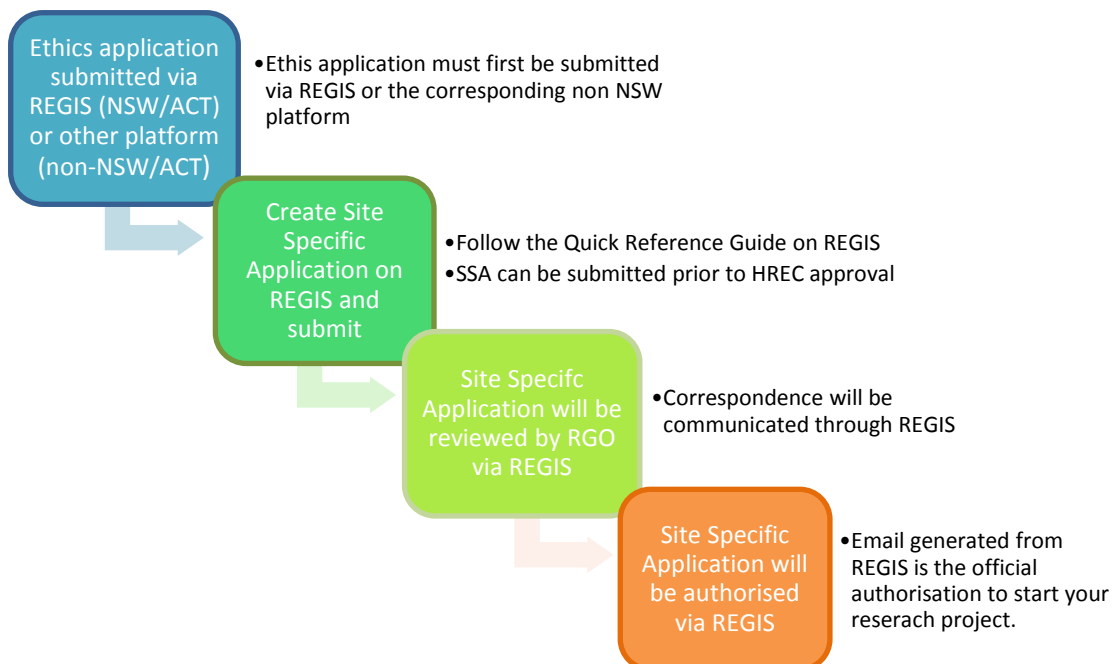 Ethics application
submitted via
REGIS (NSW/ACT)
or other platform
(non-NSW/ACT)
•Ethis application must first be submitted
via REGIS or the corresponding non NSW
platform
Create Site
Specific
Application on
REGIS and
submit
•Follow the Quick Reference Guide on REGIS
•SSA can be submitted prior to HREC approval
Site Specifc
Application will be
reviewed by RGO
via REGIS
•Correspondence will be
communicated through REGIS
Site Specific
Application will
be authorised
via REGIS
•Email generated from
REGIS is the official
authorisation to start your
reserach project.